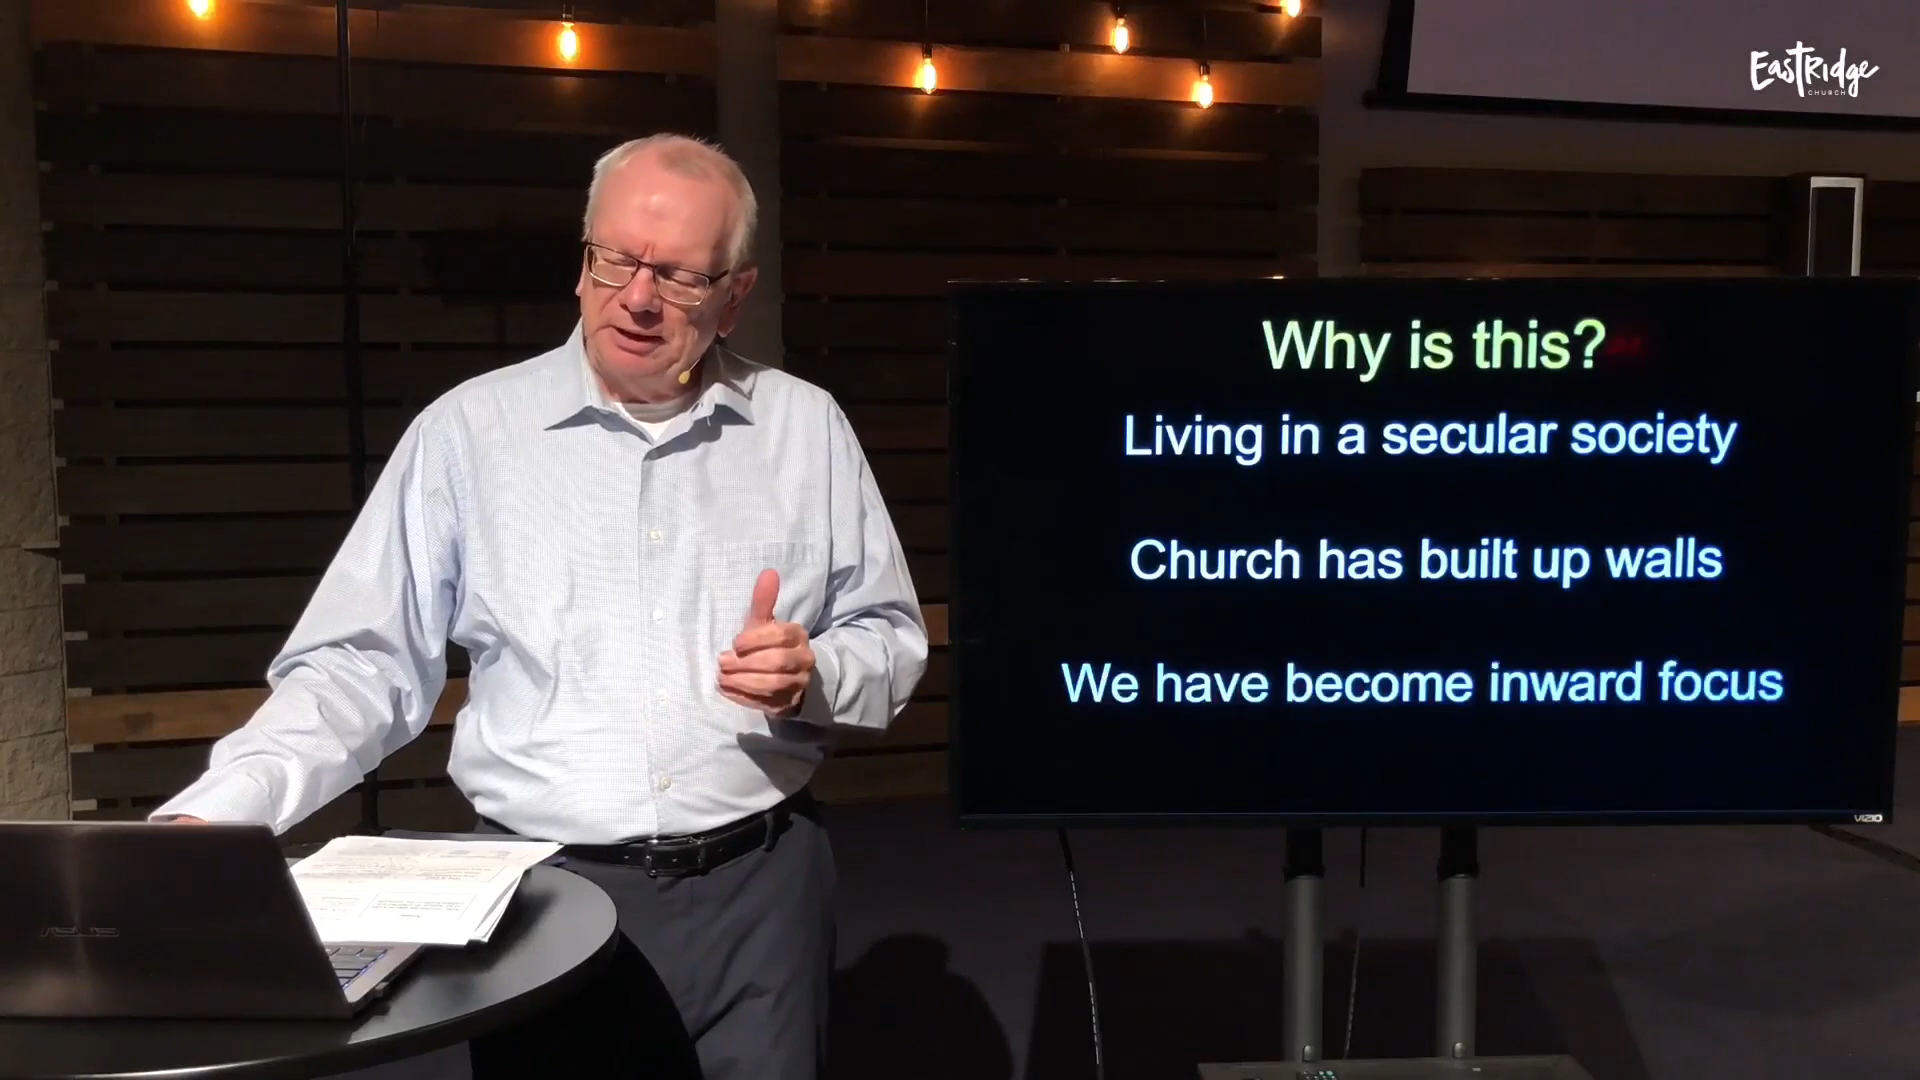 EastRidge
CHURCH
Why is this?
Living in a secular society
Church has built up walls
We have become inward focus
VIZIO
ASUS